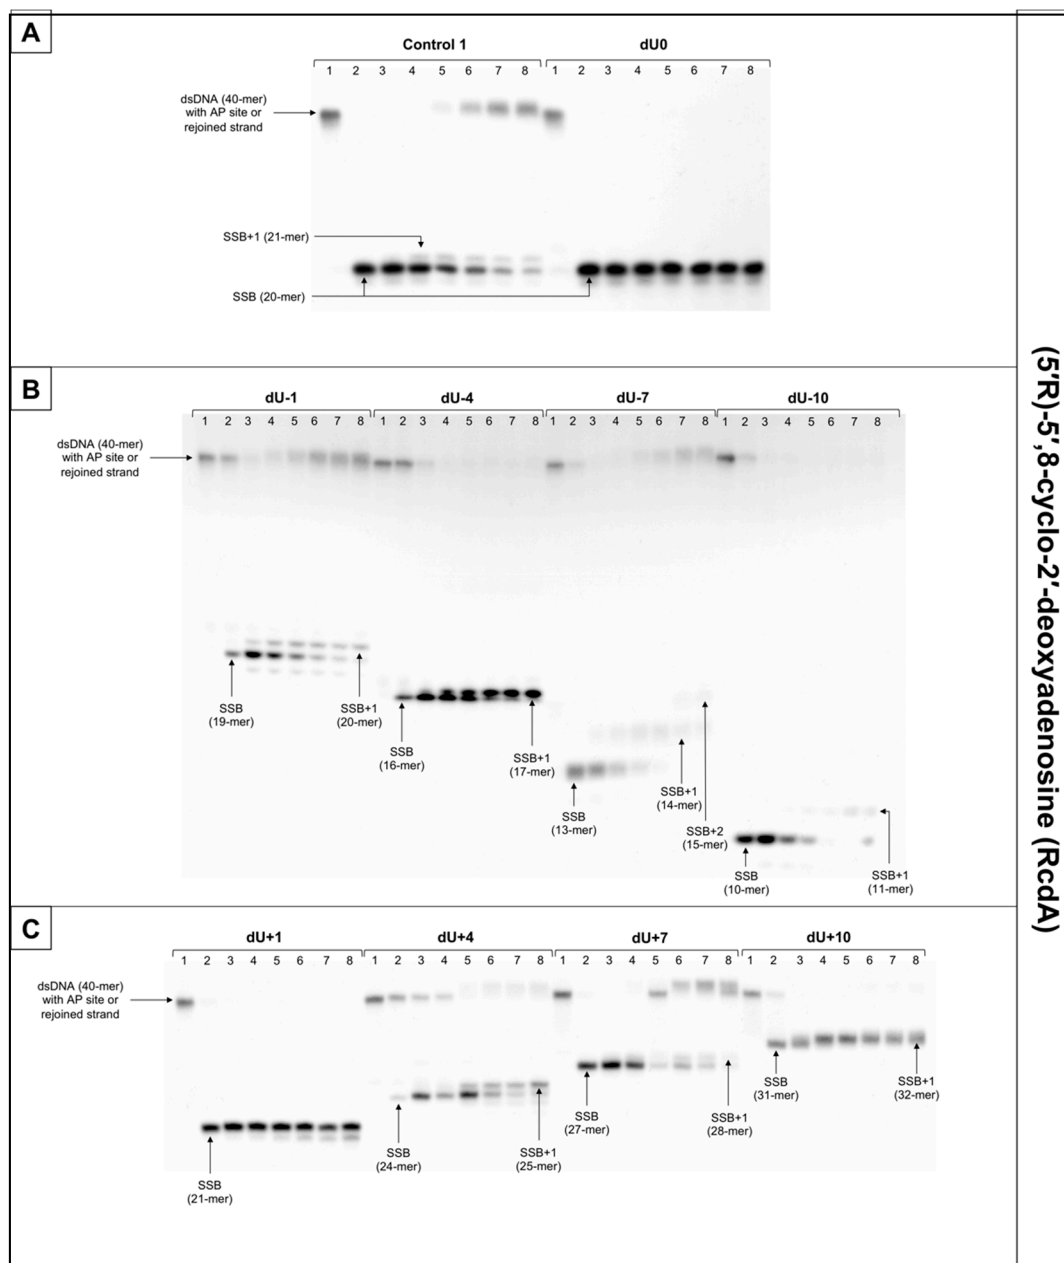 A
Control 1
dU0
1 2 3 4 5 6 7 8 1 2 3 4 5 6 7 8
dsDNA (40-mer)
with AP site or
rejoined strand
SSB+1 (21-mer)
SSB (20-mer)
B
dU-1
dU-4
dU-7
dU-10
1 2 3 4 5 6 7 8 1 2 3 4 5 6 7 8 1 2 3 4 5 6 7 8 1 2 3 4 5 6 7 8
dsDNA (40-mer)
with AP site or
rejoined strand
SSB
(19-mer)
SSB+1
(20-mer)
SSB
(16-mer)
SSB+1
(17-mer)
SSB
(13-mer)
SSB+1
(14-mer)
SSB+2
(15-mer)
SSB
(10-mer)
SSB+1
(11-mer)
C
dU+1
dU+4
dU+7
dU+10
1 2 3 4 5 6 7 8 1 2 3 4 5 6 7 8 1 2 3 4 5 6 7 8 1 2 3 4 5 6 7 8
dsDNA (40-mer)
with AP site or
rejoined strand
SSB
(21-mer)
SSB
(24-mer)
SSB+1
(25-mer)
SSB
(27-mer)
SSB+1
(28-mer)
SSB
(31-mer)
SSB+1
(32-mer)
(5′R)-5′,8-cyclo-2′-deoxyadenosine (RcdA)